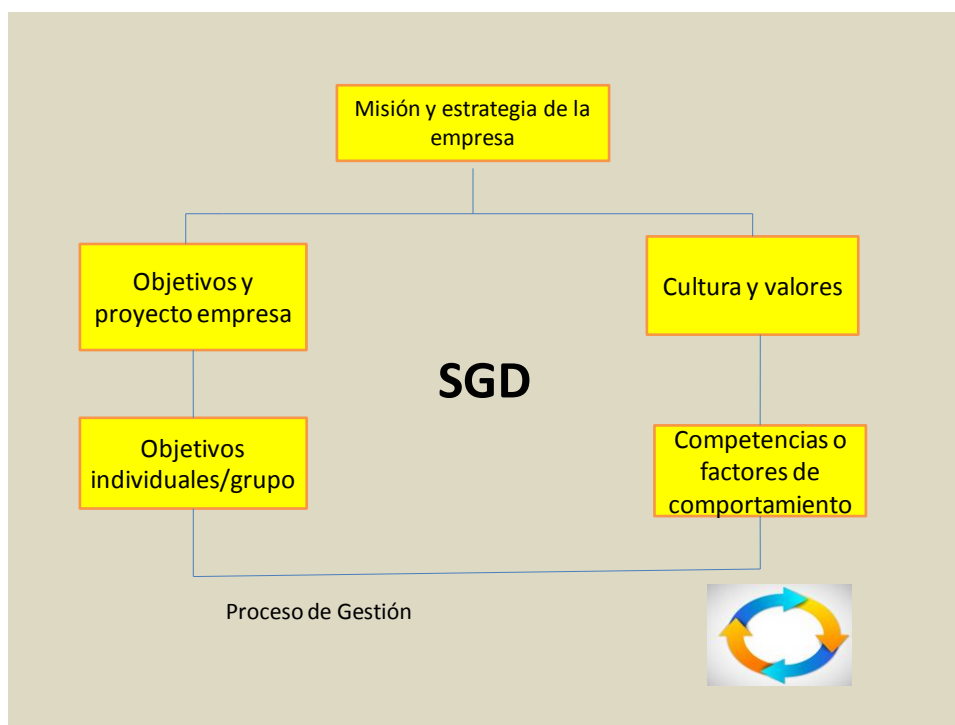 Misión y estrategia de la
empresa
Objetivos y
proyecto empresa
Cultura y valores
SGD
Objetivos
individuales/grupo
Competencias o
factores de
comportamiento
Proceso de Gestión